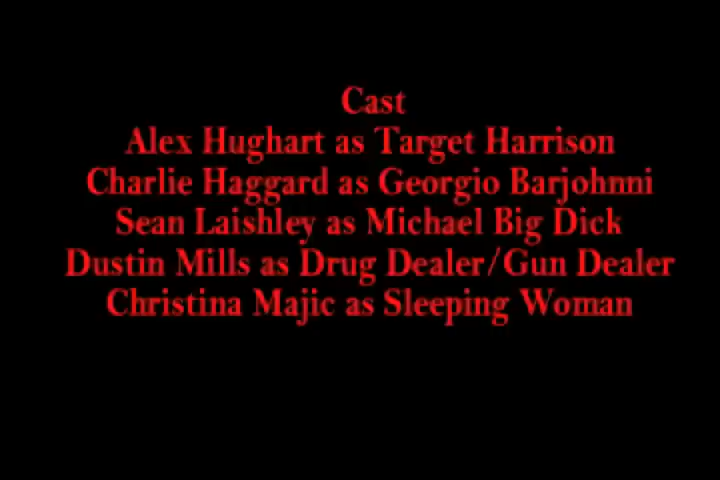 Cast
Alex Hughart as Target Harrison
Charlie Haggard as Georgio Barjohnni
Sean Laishley as Michael Big Dick
Dustin Mills as Drug Dealer/Gun Dealer
Christina Majic as Sleeping Woman